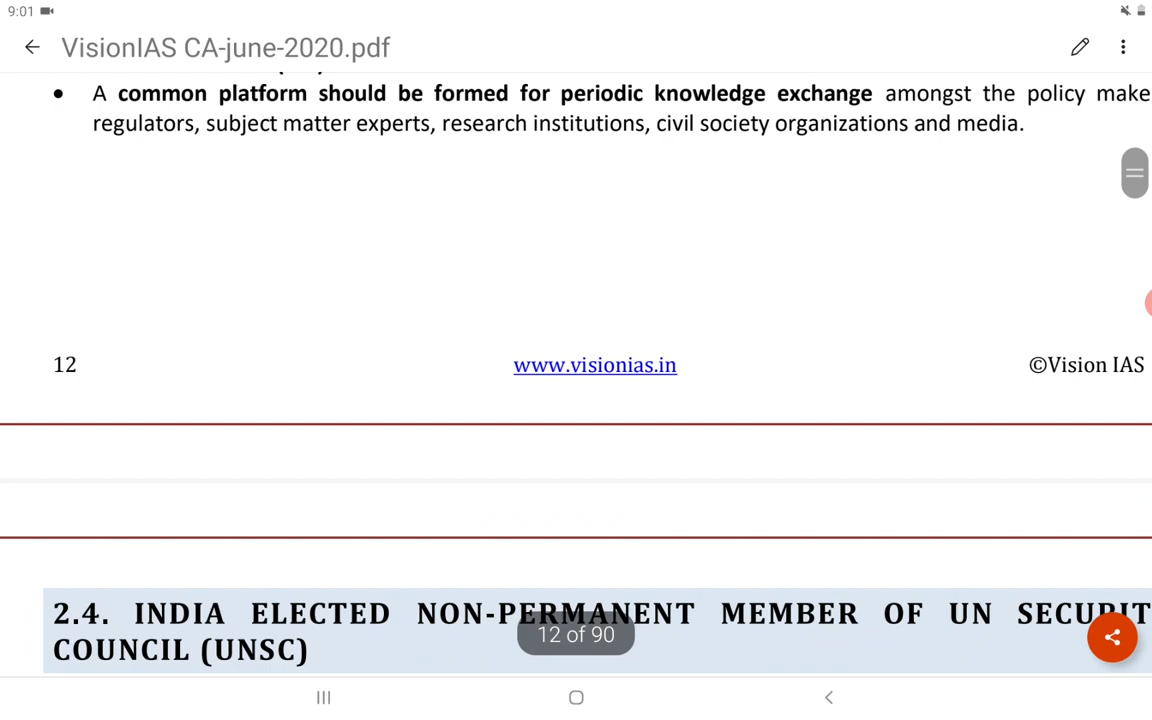 9:01
VisionIAS CA-june-2020.pdf
• A common platform should be formed for periodic knowledge exchange amongst the policy make
regulators, subject matter experts, research institutions, civil society organizations and media.
12 www.visionias.in ©Vision IAS
2.4. INDIA ELECTED NON-PERMANENT MEMBER OF UN SECURIT
COUNCIL (UNSC)
12 of 90